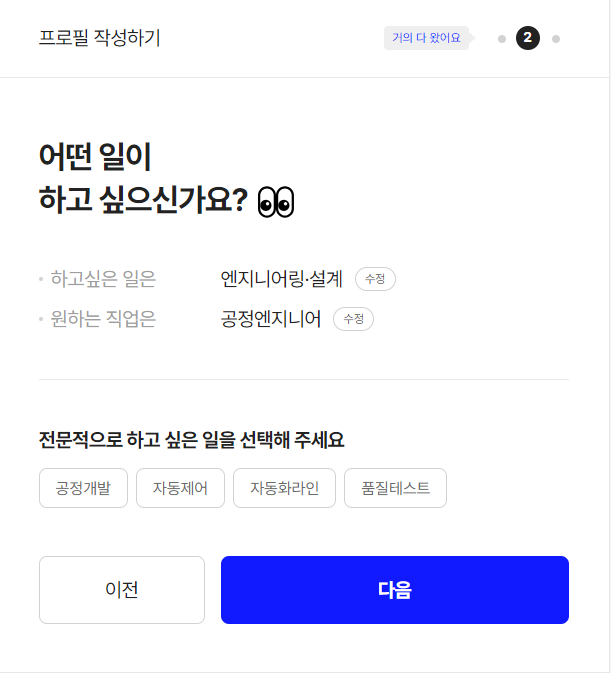 프로필 작성하기
거의 다 왔어요
2
어떤 일이
하고 싶으신가요? 👀
하고싶은 일은 엔지니어링·설계 수정
원하는 직업은 공정엔지니어 수정
전문적으로 하고 싶은 일을 선택해 주세요
공정개발 자동제어 자동화라인 품질테스트
이전 다음